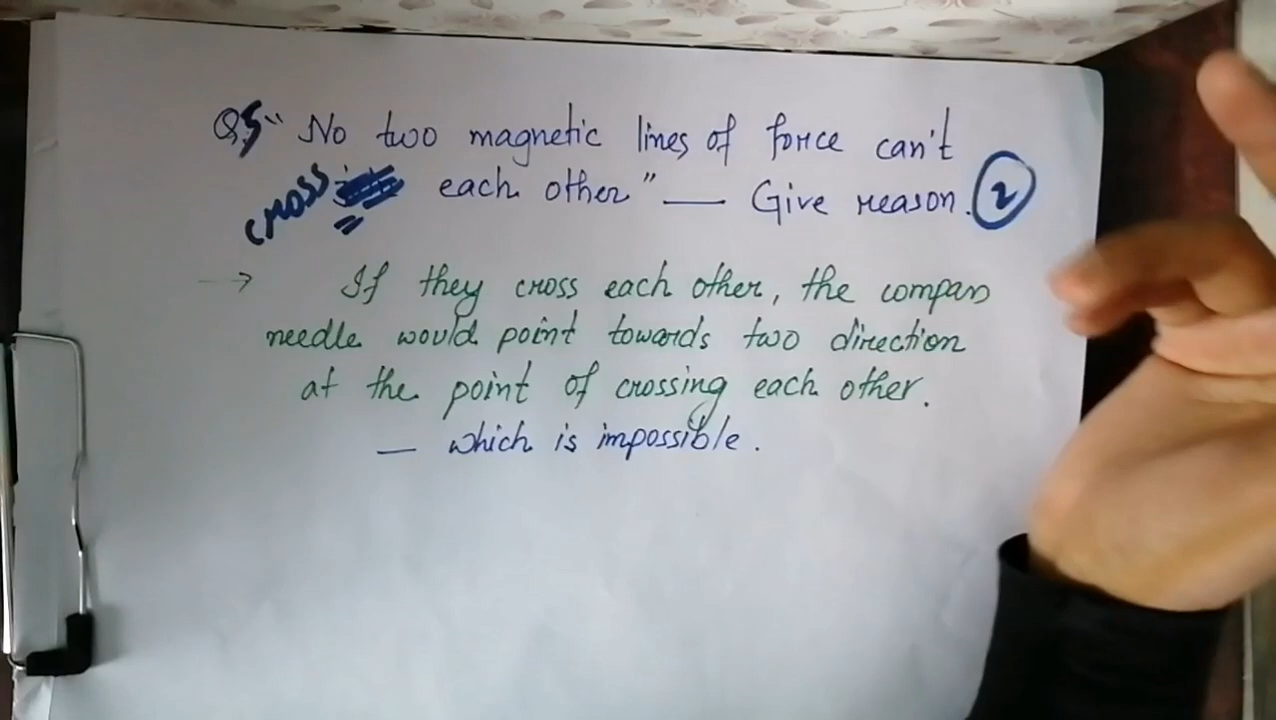 Q5 " No two magnetic lines of force can't
cross each other" — Give reason. 2
→ If they cross each other, the compass
needle would point towards two direction
at the point of crossing each other.
— which is impossible.